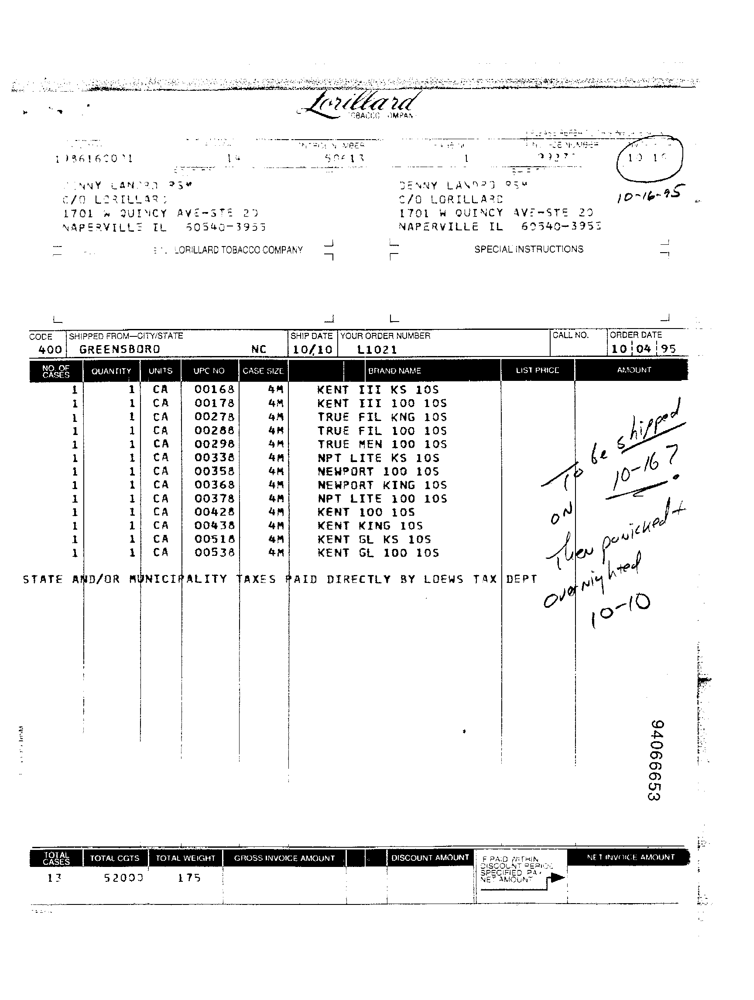 Lorillard
TOBACCO COMPANY
14 50613 1 10 16
10-16-95
DENNY LANDRO RSM DENNY LANDRO RSM
C/O LORILLARD C/O LORILLARD
1701 W QUINCY AVE-STE 20 1701 W QUINCY AVE-STE 20
NAPERVILLE IL 60540-3953 NAPERVILLE IL 60540-3953
LORILLARD TOBACCO COMPANY SPECIAL INSTRUCTIONS
CODE SHIPPED FROM—CITY/STATE SHIP DATE YOUR ORDER NUMBER CALL NO. ORDER DATE
400 GREENSBORO NC 10/10 L1021 10 04 95
NO. OF CASES QUANTITY UNITS UPC NO CASE SIZE BRAND NAME LIST PRICE AMOUNT
1 1 CA 00168 4M KENT III KS 10S
1 1 CA 00178 4M KENT III 100 10S
1 1 CA 00278 4M TRUE FIL KNG 10S
1 1 CA 00288 4M TRUE FIL 100 10S
1 1 CA 00298 4M TRUE MEN 100 10S
1 1 CA 00338 4M NPT LITE KS 10S
1 1 CA 00358 4M NEWPORT 100 10S
1 1 CA 00368 4M NEWPORT KING 10S
1 1 CA 00378 4M NPT LITE 100 10S
1 1 CA 00428 4M KENT 100 10S
1 1 CA 00438 4M KENT KING 10S
1 1 CA 00518 4M KENT GL KS 10S
1 1 CA 00538 4M KENT GL 100 10S
To be shipped
ON 10-16?
Then panicked +
overnighted
10-10
STATE AND/OR MUNICIPALITY TAXES PAID DIRECTLY BY LOEWS TAX DEPT
94066653
TOTAL CASES TOTAL CGTS TOTAL WEIGHT GROSS INVOICE AMOUNT DISCOUNT AMOUNT IF PAID WITHIN DISCOUNT PERIOD SPECIFIED PAY NET AMOUNT NET INVOICE AMOUNT
13 52000 175